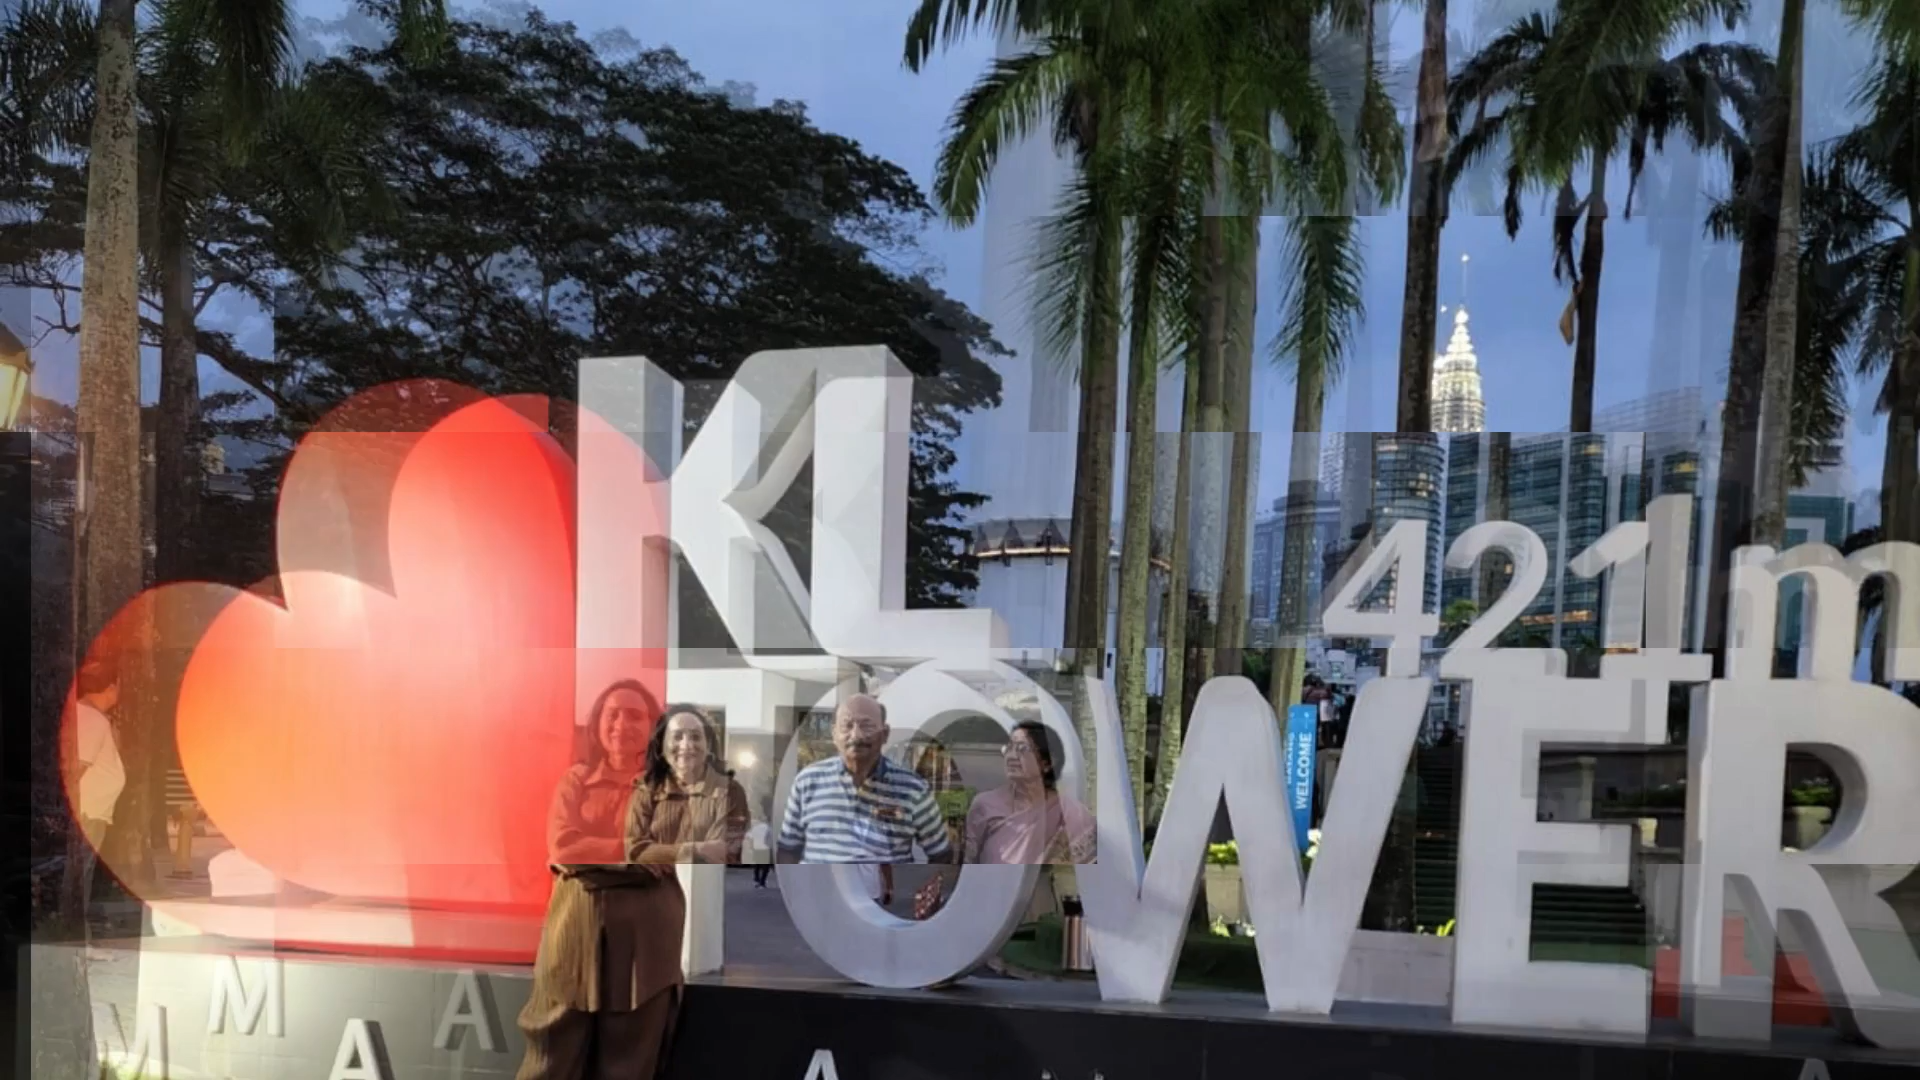 KL
421m
TOWER
WELCOME
M A A
M A A